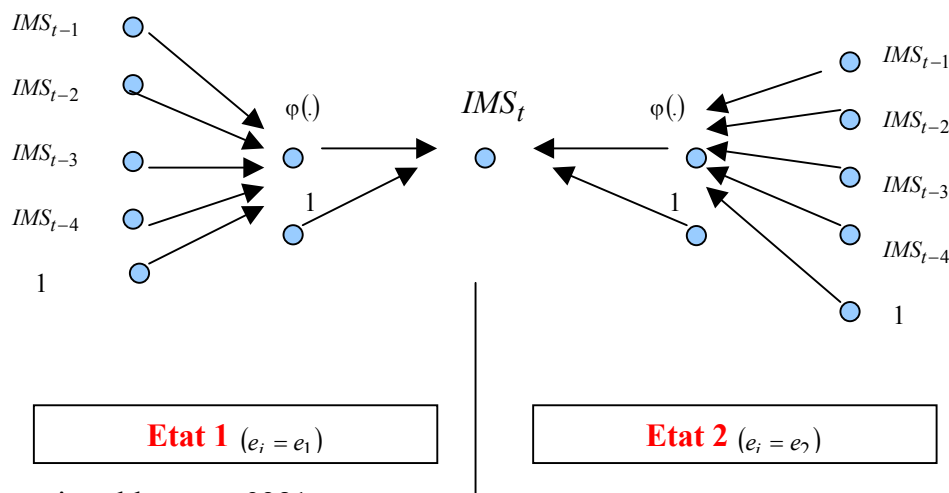 IMS_{t−1}
IMS_{t−2}
IMS_{t−3}
IMS_{t−4}
1
φ(.)
1
IMS_t
φ(.)
1
IMS_{t−1}
IMS_{t−2}
IMS_{t−3}
IMS_{t−4}
1
Etat 1 (e_i = e_1)
Etat 2 (e_i = e_2)